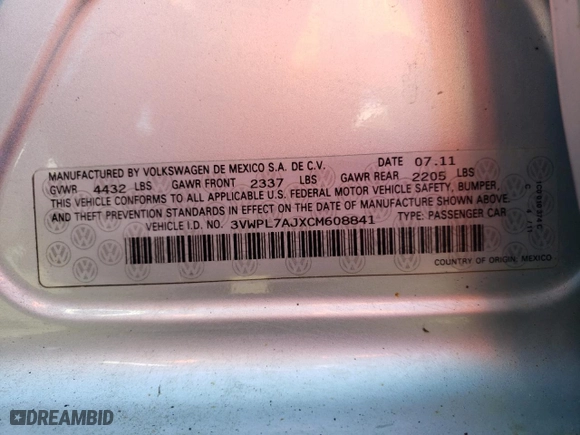 MANUFACTURED BY VOLKSWAGEN DE MEXICO S.A. DE C.V. DATE 07.11
GVWR 4432 LBS GAWR FRONT 2337 LBS GAWR REAR 2205 LBS
THIS VEHICLE CONFORMS TO ALL APPLICABLE U.S. FEDERAL MOTOR VEHICLE SAFETY, BUMPER,
AND THEFT PREVENTION STANDARDS IN EFFECT ON THE DATE OF MANUFACTURE SHOWN ABOVE.
VEHICLE I.D. NO. 3VWPL7AJXCM608841 TYPE: PASSENGER CAR
COUNTRY OF ORIGIN, MEXICO
DREAMBID